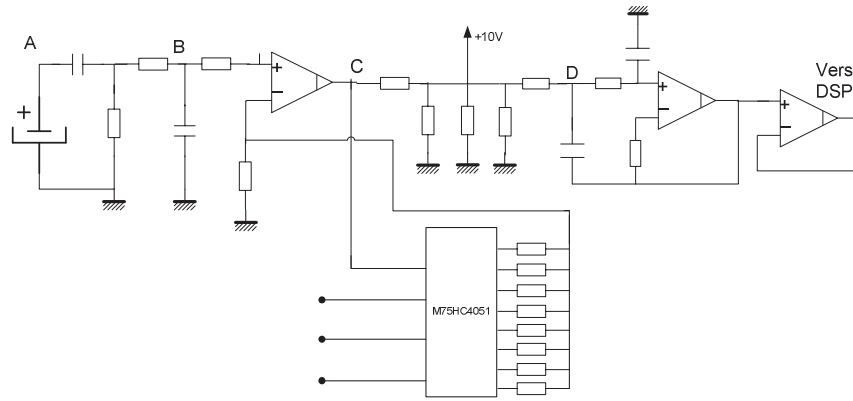 A
B
C
+10V
D
Vers
DSP
+
+
−
+
−
+
−
M75HC4051